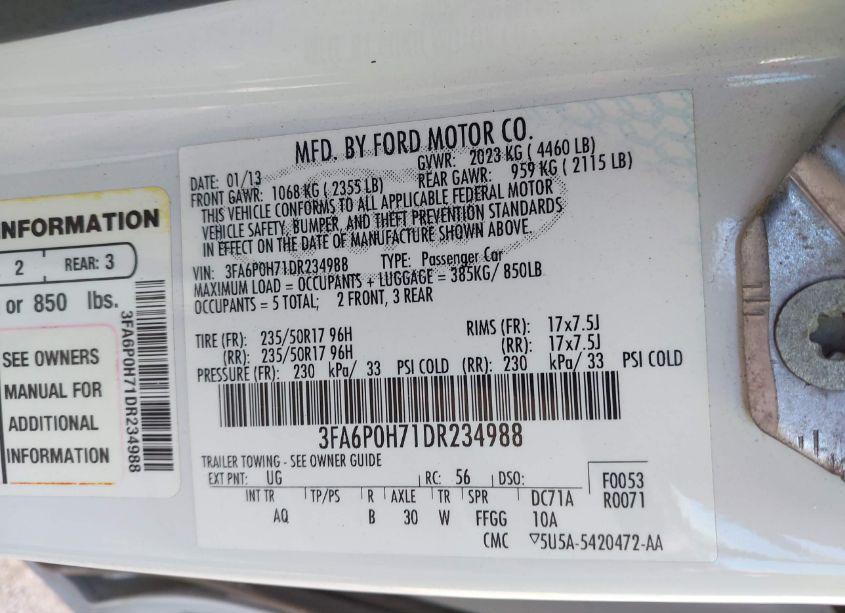 MFD. BY FORD MOTOR CO.
DATE: 01/13
GVWR: 2023 KG ( 4460 LB)
FRONT GAWR: 1068 KG ( 2355 LB)
REAR GAWR: 959 KG ( 2115 LB)
THIS VEHICLE CONFORMS TO ALL APPLICABLE FEDERAL MOTOR
VEHICLE SAFETY, BUMPER, AND THEFT PREVENTION STANDARDS
IN EFFECT ON THE DATE OF MANUFACTURE SHOWN ABOVE.
VIN: 3FA6P0H71DR234988 TYPE: Passenger Car
MAXIMUM LOAD = OCCUPANTS + LUGGAGE = 385KG/ 850LB
OCCUPANTS = 5 TOTAL; 2 FRONT, 3 REAR
TIRE (FR): 235/50R17 96H RIMS (FR): 17x7.5J
(RR): 235/50R17 96H (RR): 17x7.5J
PRESSURE (FR): 230 kPa/ 33 PSI COLD (RR): 230 kPa/ 33 PSI COLD
3FA6P0H71DR234988
TRAILER TOWING - SEE OWNER GUIDE
EXT PNT: UG RC: 56 DSO: F0053
INT TR TP/PS R AXLE TR SPR DC71A R0071
AQ B 30 W FFGG 10A
CMC ▽5U5A-5420472-AA
INFORMATION
2 REAR: 3
or 850 lbs.
SEE OWNERS
MANUAL FOR
ADDITIONAL
INFORMATION
3FA6P0H71DR234988